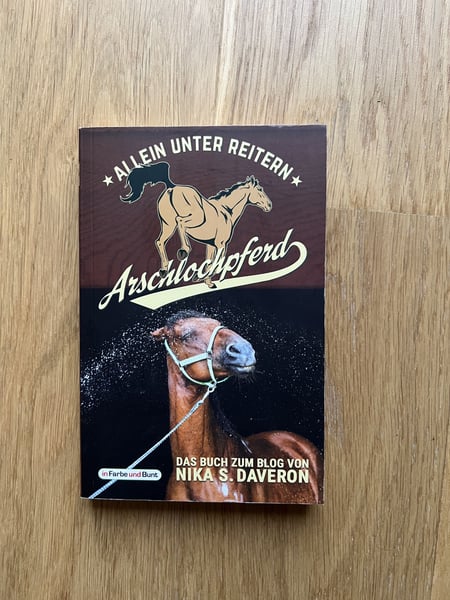 ★ ALLEIN UNTER REITERN ★
Arschlochpferd
DAS BUCH ZUM BLOG VON
NIKA S. DAVERON
in Farbe und Bunt